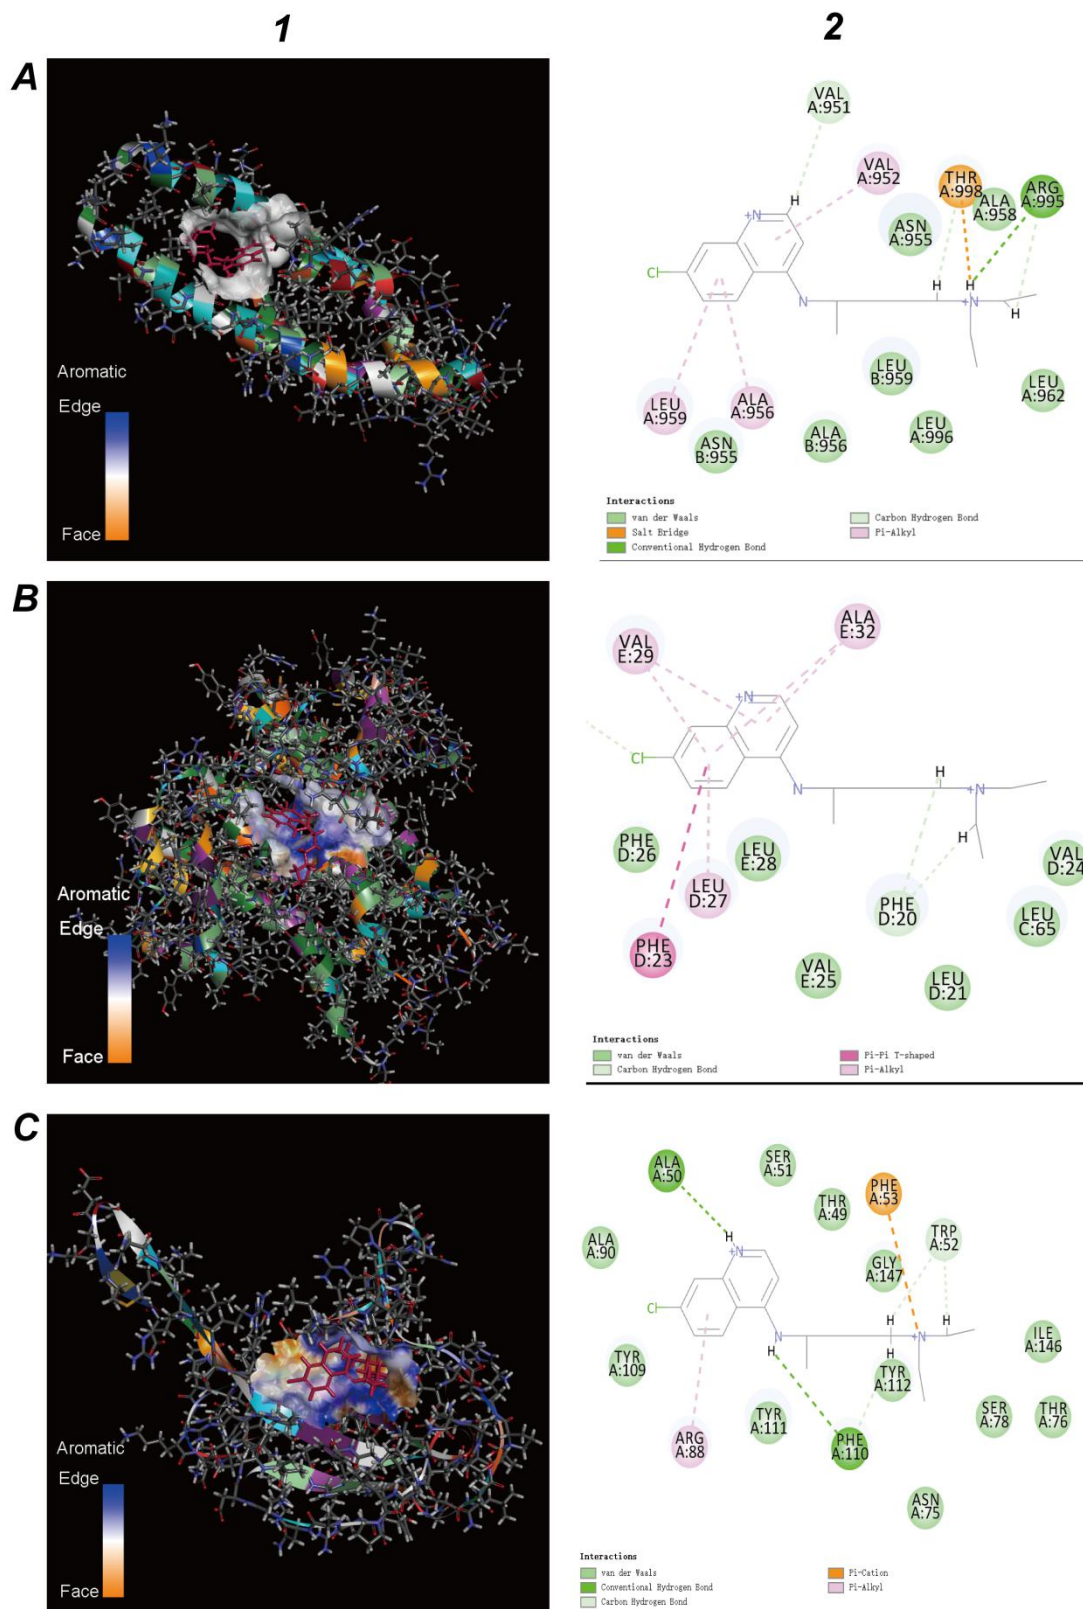 1
2
A
Aromatic
Edge
Face
VAL
A:951
VAL
A:952
THR
A:998
ALA
A:958
ARG
A:995
ASN
A:955
H
+N
Cl
N
H
H
+N
H
LEU
B:959
LEU
A:962
LEU
A:959
ALA
A:956
ASN
B:955
ALA
B:956
LEU
A:996
Interactions
van der Waals
Salt Bridge
Conventional Hydrogen Bond
Carbon Hydrogen Bond
Pi-Alkyl
B
Aromatic
Edge
Face
VAL
E:29
ALA
E:32
+N
Cl
N
H
+N
H
PHE
D:26
LEU
E:28
VAL
D:24
LEU
D:27
PHE
D:20
LEU
C:65
PHE
D:23
VAL
E:25
LEU
D:21
Interactions
van der Waals
Carbon Hydrogen Bond
Pi-Pi T-shaped
Pi-Alkyl
C
Aromatic
Edge
Face
ALA
A:50
SER
A:51
THR
A:49
PHE
A:53
TRP
A:52
ALA
A:90
GLY
A:147
H
+N
Cl
N
H
H
H
+N
H
ILE
A:146
TYR
A:109
TYR
A:112
TYR
A:111
ARG
A:88
PHE
A:110
SER
A:78
THR
A:76
ASN
A:75
Interactions
van der Waals
Conventional Hydrogen Bond
Carbon Hydrogen Bond
Pi-Cation
Pi-Alkyl